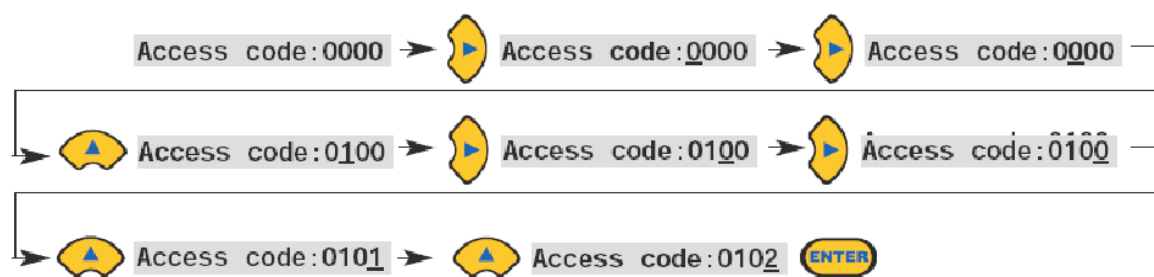 Access code:0000 Access code:0000 Access code:0000
Access code:0100 Access code:0100 Access code:0100
Access code:0101 Access code:0102 ENTER